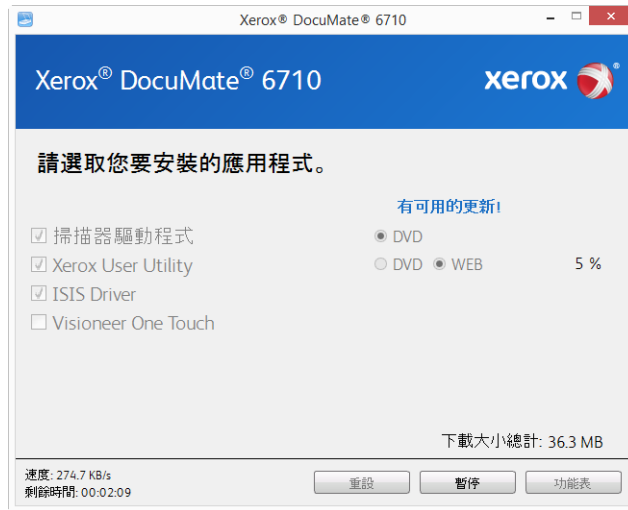 Xerox® DocuMate® 6710
Xerox® DocuMate® 6710
xerox®
請選取您要安裝的應用程式。
有可用的更新!
掃描器驅動程式 DVD
Xerox User Utility DVD WEB 5 %
ISIS Driver
Visioneer One Touch
下載大小總計: 36.3 MB
速度: 274.7 KB/s
剩餘時間: 00:02:09
重設 暫停 功能表